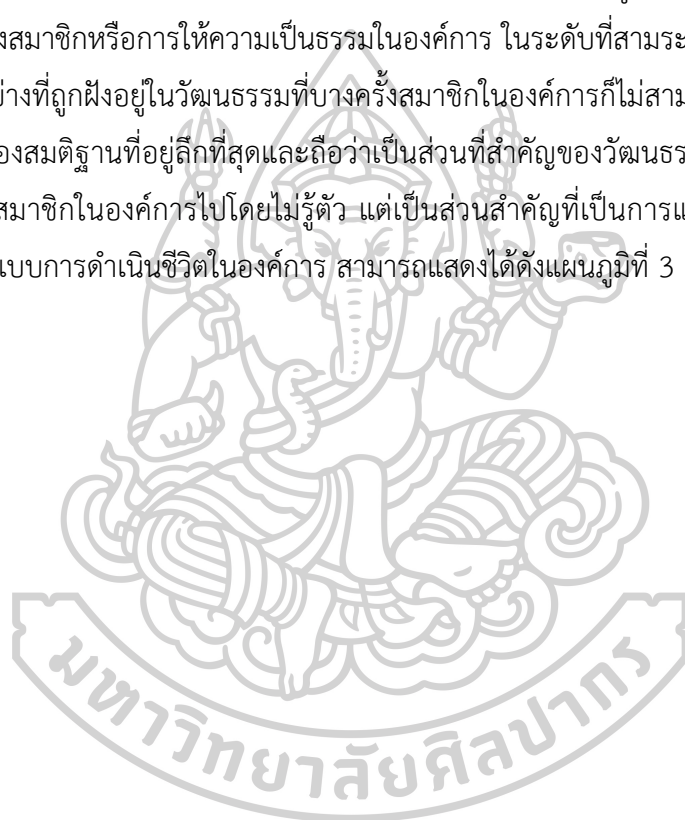 งสมาชิกหรือการให้ความเป็นธรรมในองค์การ ในระดับที่สามระ
ย่างที่ถูกฝังอยู่ในวัฒนธรรมที่บางครั้งสมาชิกในองค์การก็ไม่สาม
องสมติฐานที่อยู่ลึกที่สุดและถือว่าเป็นส่วนที่สำคัญของวัฒนธร
สมาชิกในองค์การไปโดยไม่รู้ตัว แต่เป็นส่วนสำคัญที่เป็นการแ
แบบการดำเนินชีวิตในองค์การ สามารถแสดงได้ดังแผนภูมิที่ 3
มหาวิทยาลัยศิลปากร